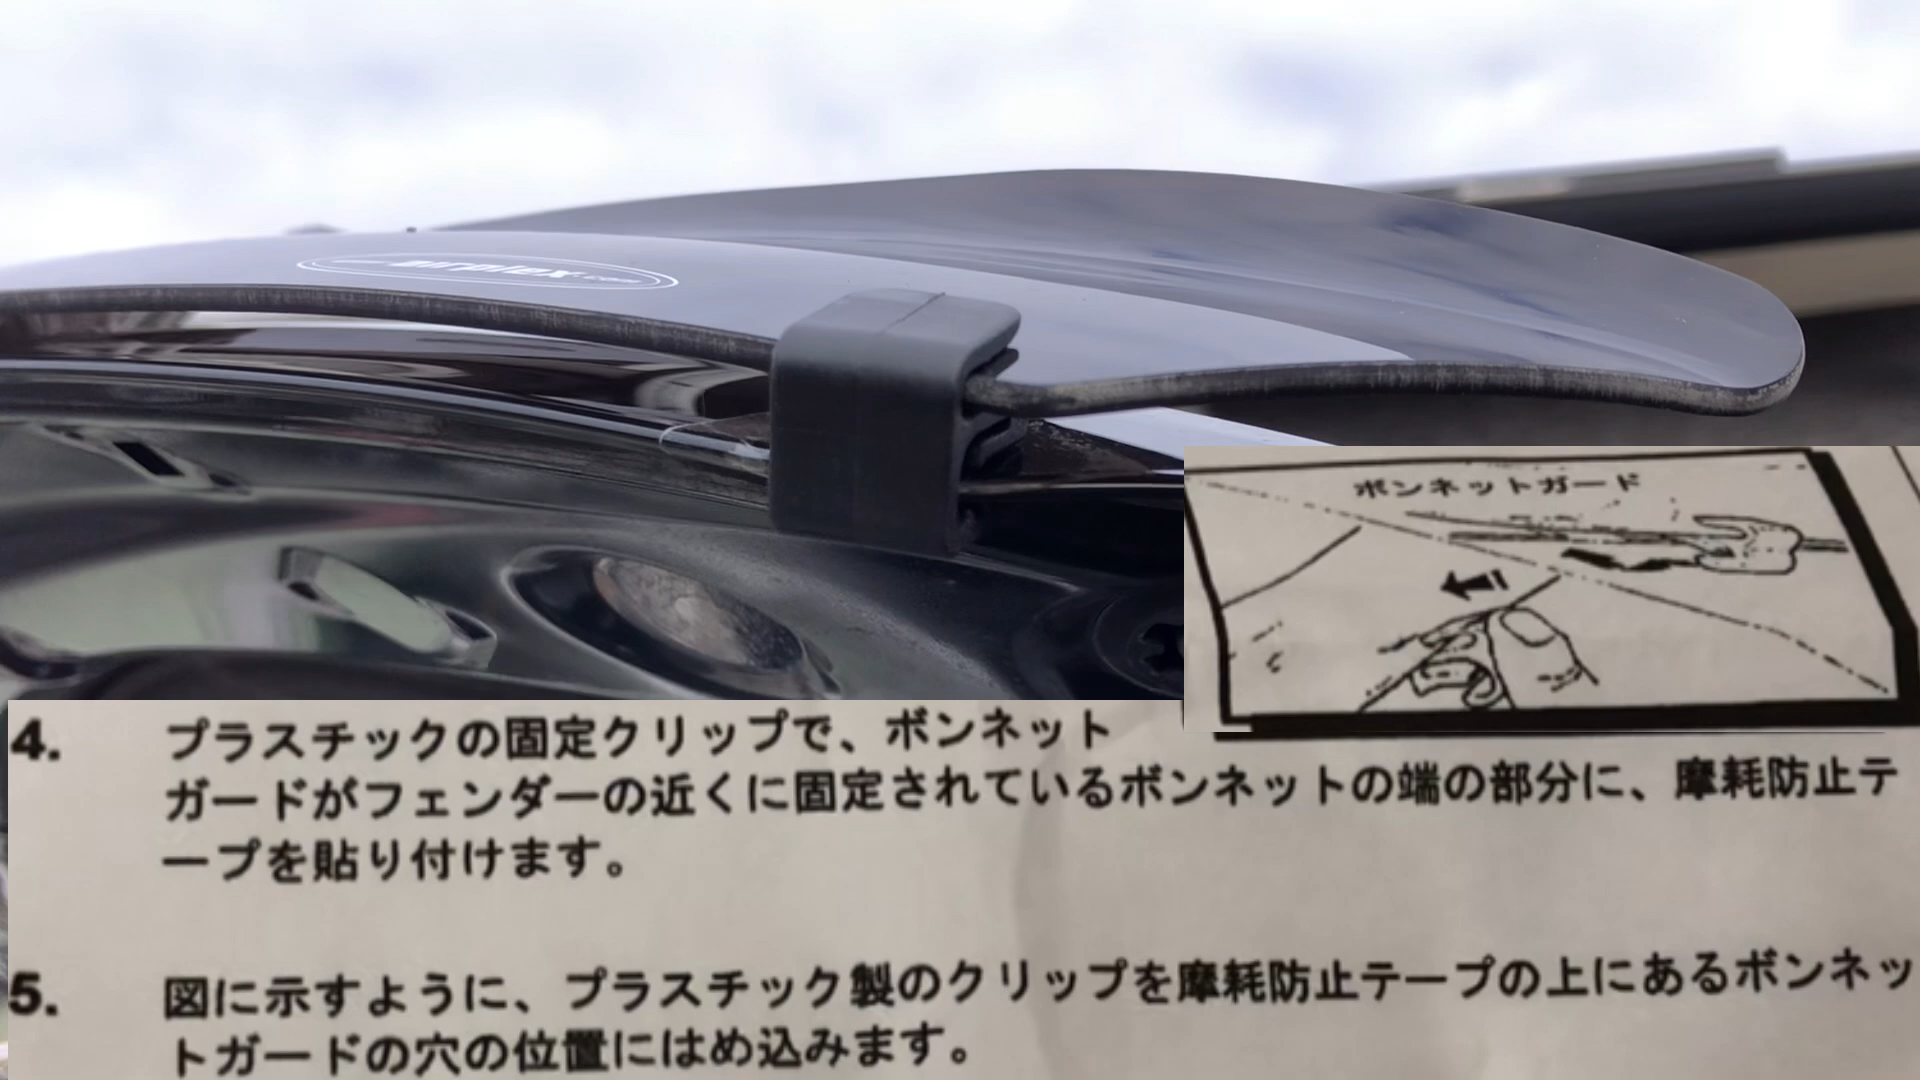 airplex.com
ボンネットガード
4. プラスチックの固定クリップで、ボンネット
ガードがフェンダーの近くに固定されているボンネットの端の部分に、摩耗防止テ
ープを貼り付けます。
5. 図に示すように、プラスチック製のクリップを摩耗防止テープの上にあるボンネッ
トガードの穴の位置にはめ込みます。